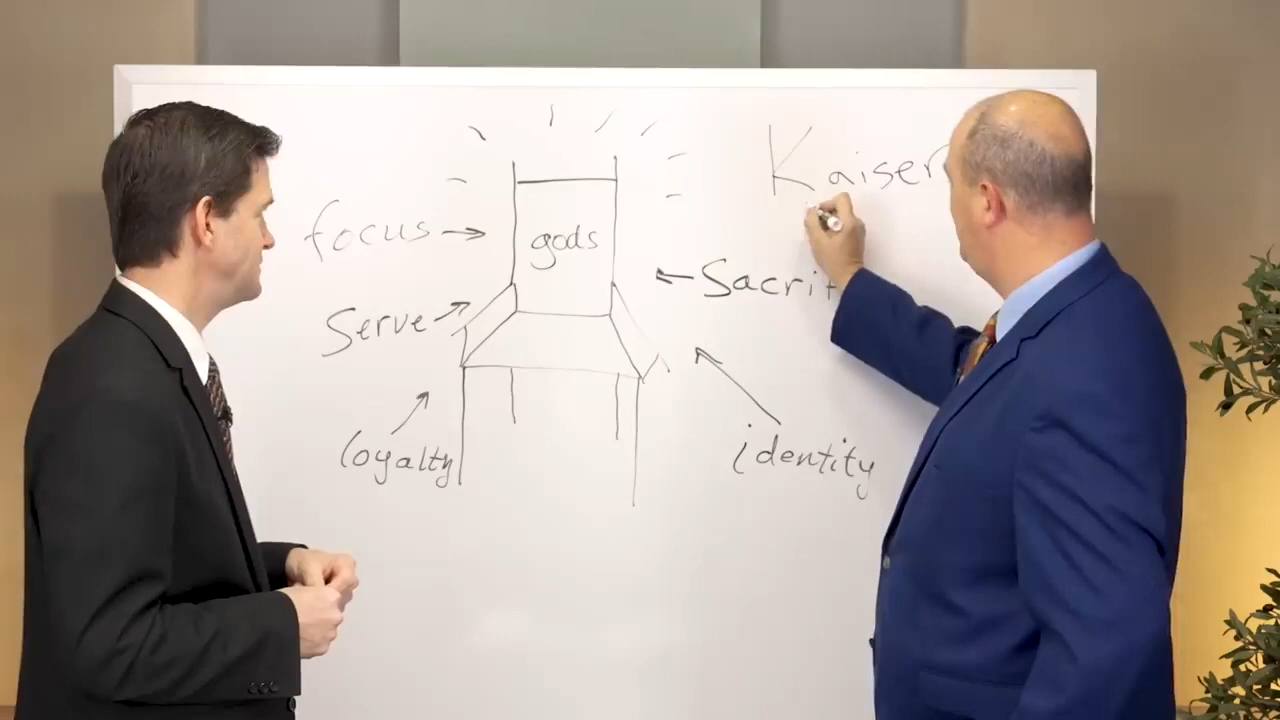 Kaiser
focus
gods
Serve
loyalty
identity